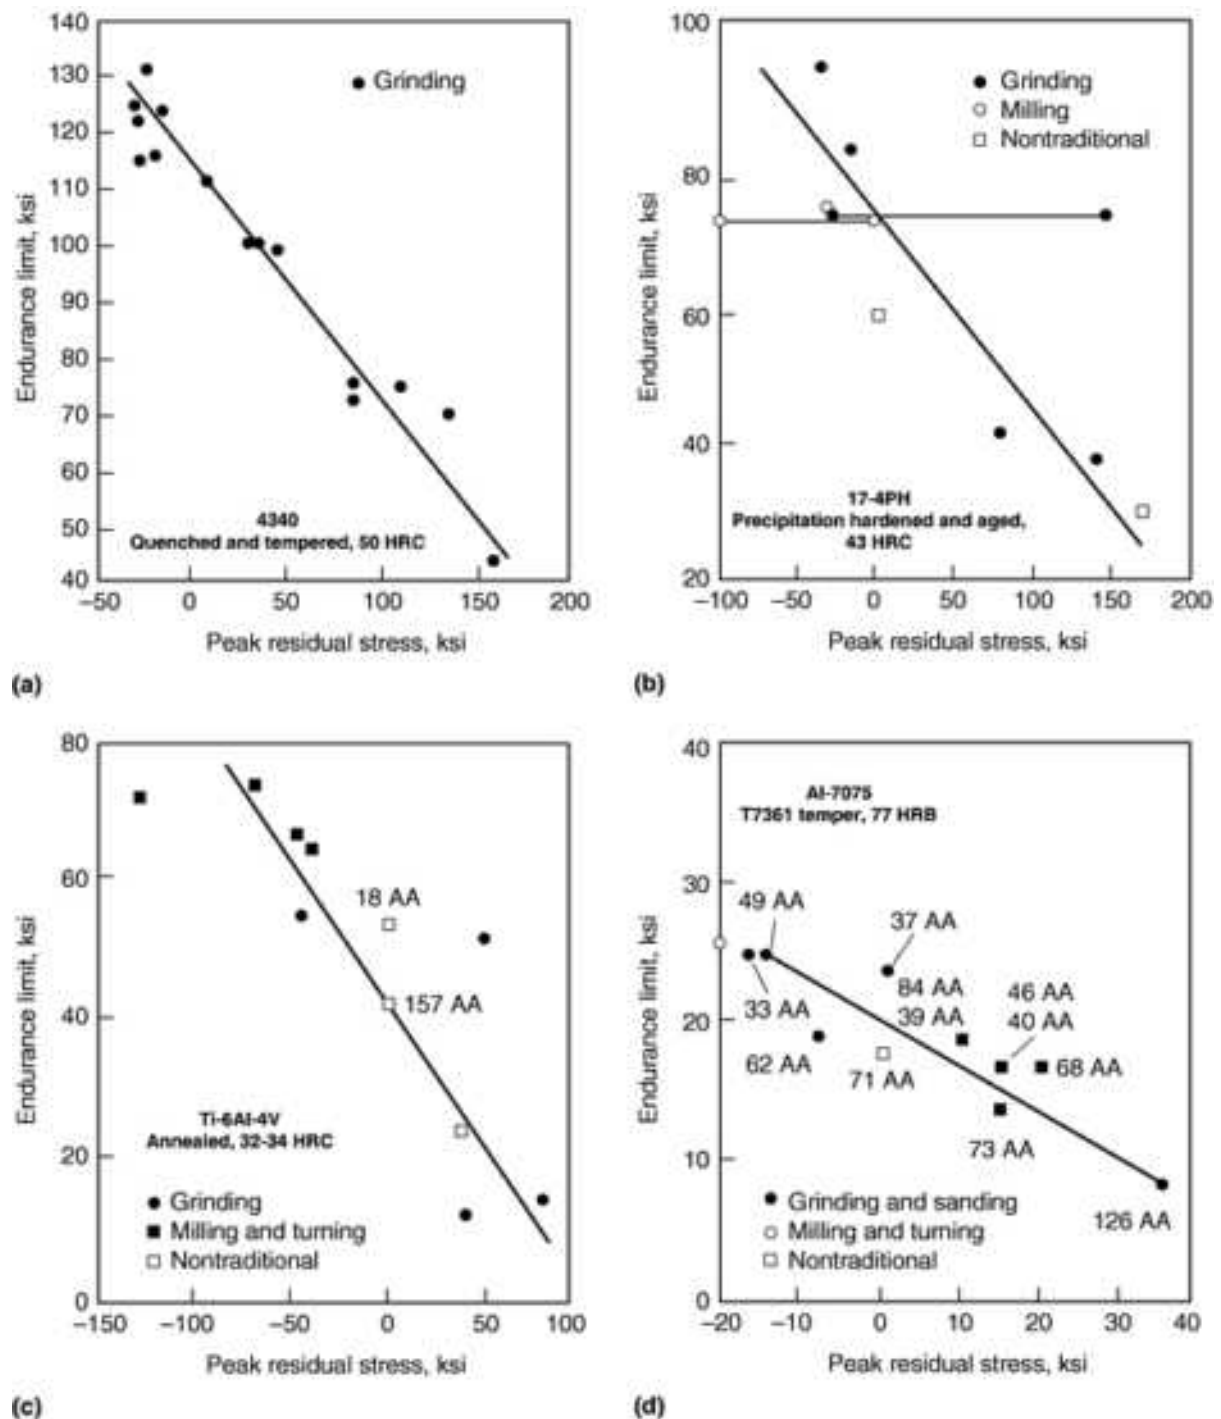 140
130
120
110
100
90
80
70
60
50
40
Endurance limit, ksi
Grinding
4340
Quenched and tempered, 50 HRC
−50 0 50 100 150 200
Peak residual stress, ksi
(a)
100
80
60
40
20
Endurance limit, ksi
Grinding
Milling
Nontraditional
17-4PH
Precipitation hardened and aged,
43 HRC
−100 −50 0 50 100 150 200
Peak residual stress, ksi
(b)
80
60
40
20
0
Endurance limit, ksi
18 AA
157 AA
Ti-6Al-4V
Annealed, 32-34 HRC
Grinding
Milling and turning
Nontraditional
−150 −100 −50 0 50 100
Peak residual stress, ksi
(c)
40
30
20
10
0
Endurance limit, ksi
Al-7075
T7361 temper, 77 HRB
49 AA
37 AA
33 AA
84 AA
39 AA
46 AA
40 AA
62 AA
71 AA
68 AA
73 AA
126 AA
Grinding and sanding
Milling and turning
Nontraditional
−20 −10 0 10 20 30 40
Peak residual stress, ksi
(d)